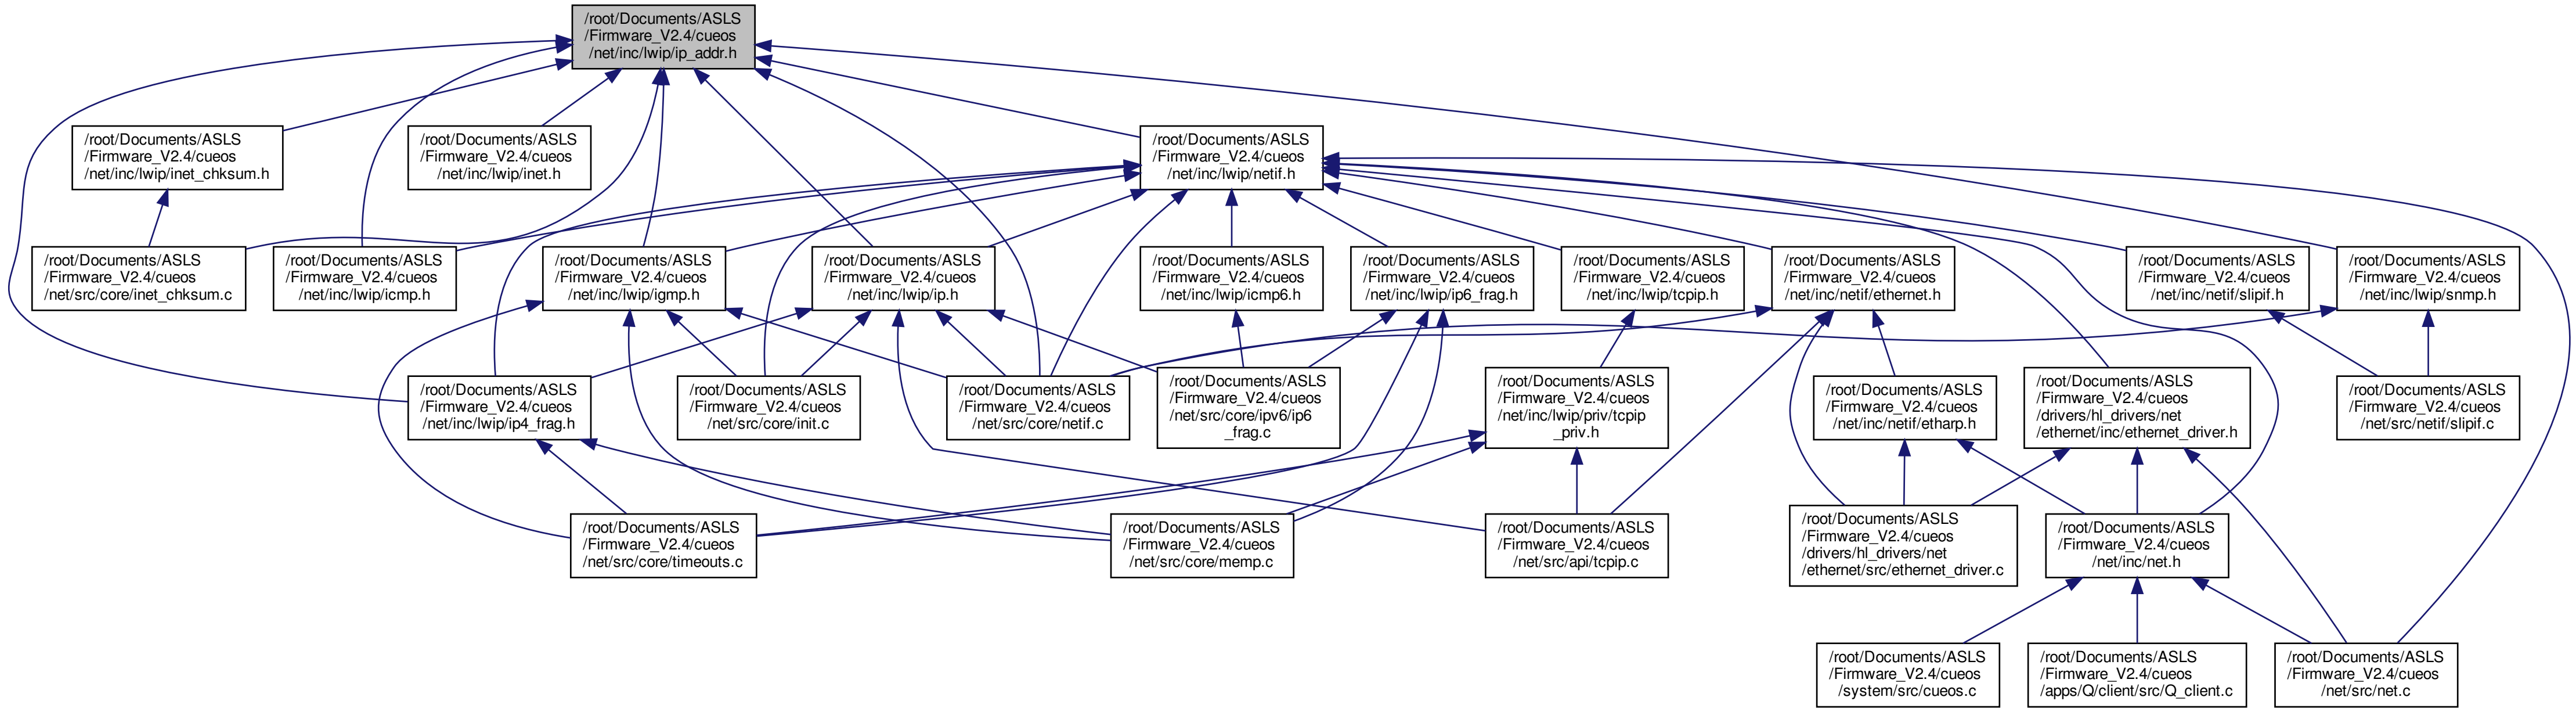 /root/Documents/ASLS
/Firmware_V2.4/cueos
/net/inc/lwip/ip_addr.h
/root/Documents/ASLS
/Firmware_V2.4/cueos
/net/inc/lwip/inet_chksum.h
/root/Documents/ASLS
/Firmware_V2.4/cueos
/net/inc/lwip/inet.h
/root/Documents/ASLS
/Firmware_V2.4/cueos
/net/inc/lwip/netif.h
/root/Documents/ASLS
/Firmware_V2.4/cueos
/net/src/core/inet_chksum.c
/root/Documents/ASLS
/Firmware_V2.4/cueos
/net/inc/lwip/icmp.h
/root/Documents/ASLS
/Firmware_V2.4/cueos
/net/inc/lwip/igmp.h
/root/Documents/ASLS
/Firmware_V2.4/cueos
/net/inc/lwip/ip.h
/root/Documents/ASLS
/Firmware_V2.4/cueos
/net/inc/lwip/icmp6.h
/root/Documents/ASLS
/Firmware_V2.4/cueos
/net/inc/lwip/ip6_frag.h
/root/Documents/ASLS
/Firmware_V2.4/cueos
/net/inc/lwip/tcpip.h
/root/Documents/ASLS
/Firmware_V2.4/cueos
/net/inc/netif/ethernet.h
/root/Documents/ASLS
/Firmware_V2.4/cueos
/net/inc/netif/slipif.h
/root/Documents/ASLS
/Firmware_V2.4/cueos
/net/inc/lwip/snmp.h
/root/Documents/ASLS
/Firmware_V2.4/cueos
/net/inc/lwip/ip4_frag.h
/root/Documents/ASLS
/Firmware_V2.4/cueos
/net/src/core/init.c
/root/Documents/ASLS
/Firmware_V2.4/cueos
/net/src/core/netif.c
/root/Documents/ASLS
/Firmware_V2.4/cueos
/net/src/core/ipv6/ip6
_frag.c
/root/Documents/ASLS
/Firmware_V2.4/cueos
/net/inc/lwip/priv/tcpip
_priv.h
/root/Documents/ASLS
/Firmware_V2.4/cueos
/net/inc/netif/etharp.h
/root/Documents/ASLS
/Firmware_V2.4/cueos
/drivers/hl_drivers/net
/ethernet/inc/ethernet_driver.h
/root/Documents/ASLS
/Firmware_V2.4/cueos
/net/src/netif/slipif.c
/root/Documents/ASLS
/Firmware_V2.4/cueos
/net/src/core/timeouts.c
/root/Documents/ASLS
/Firmware_V2.4/cueos
/net/src/core/memp.c
/root/Documents/ASLS
/Firmware_V2.4/cueos
/net/src/api/tcpip.c
/root/Documents/ASLS
/Firmware_V2.4/cueos
/drivers/hl_drivers/net
/ethernet/src/ethernet_driver.c
/root/Documents/ASLS
/Firmware_V2.4/cueos
/net/inc/net.h
/root/Documents/ASLS
/Firmware_V2.4/cueos
/system/src/cueos.c
/root/Documents/ASLS
/Firmware_V2.4/cueos
/apps/Q/client/src/Q_client.c
/root/Documents/ASLS
/Firmware_V2.4/cueos
/net/src/net.c